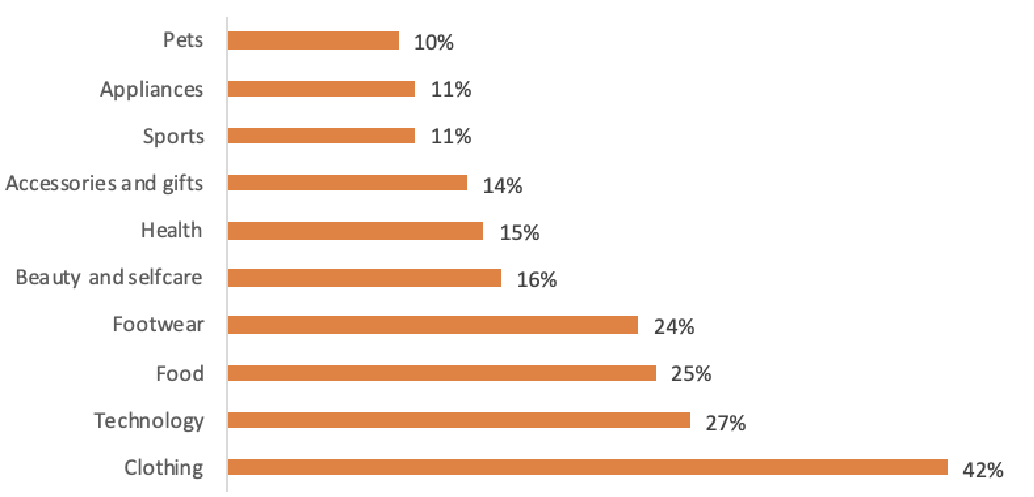 Pets 10%
Appliances 11%
Sports 11%
Accessories and gifts 14%
Health 15%
Beauty and selfcare 16%
Footwear 24%
Food 25%
Technology 27%
Clothing 42%